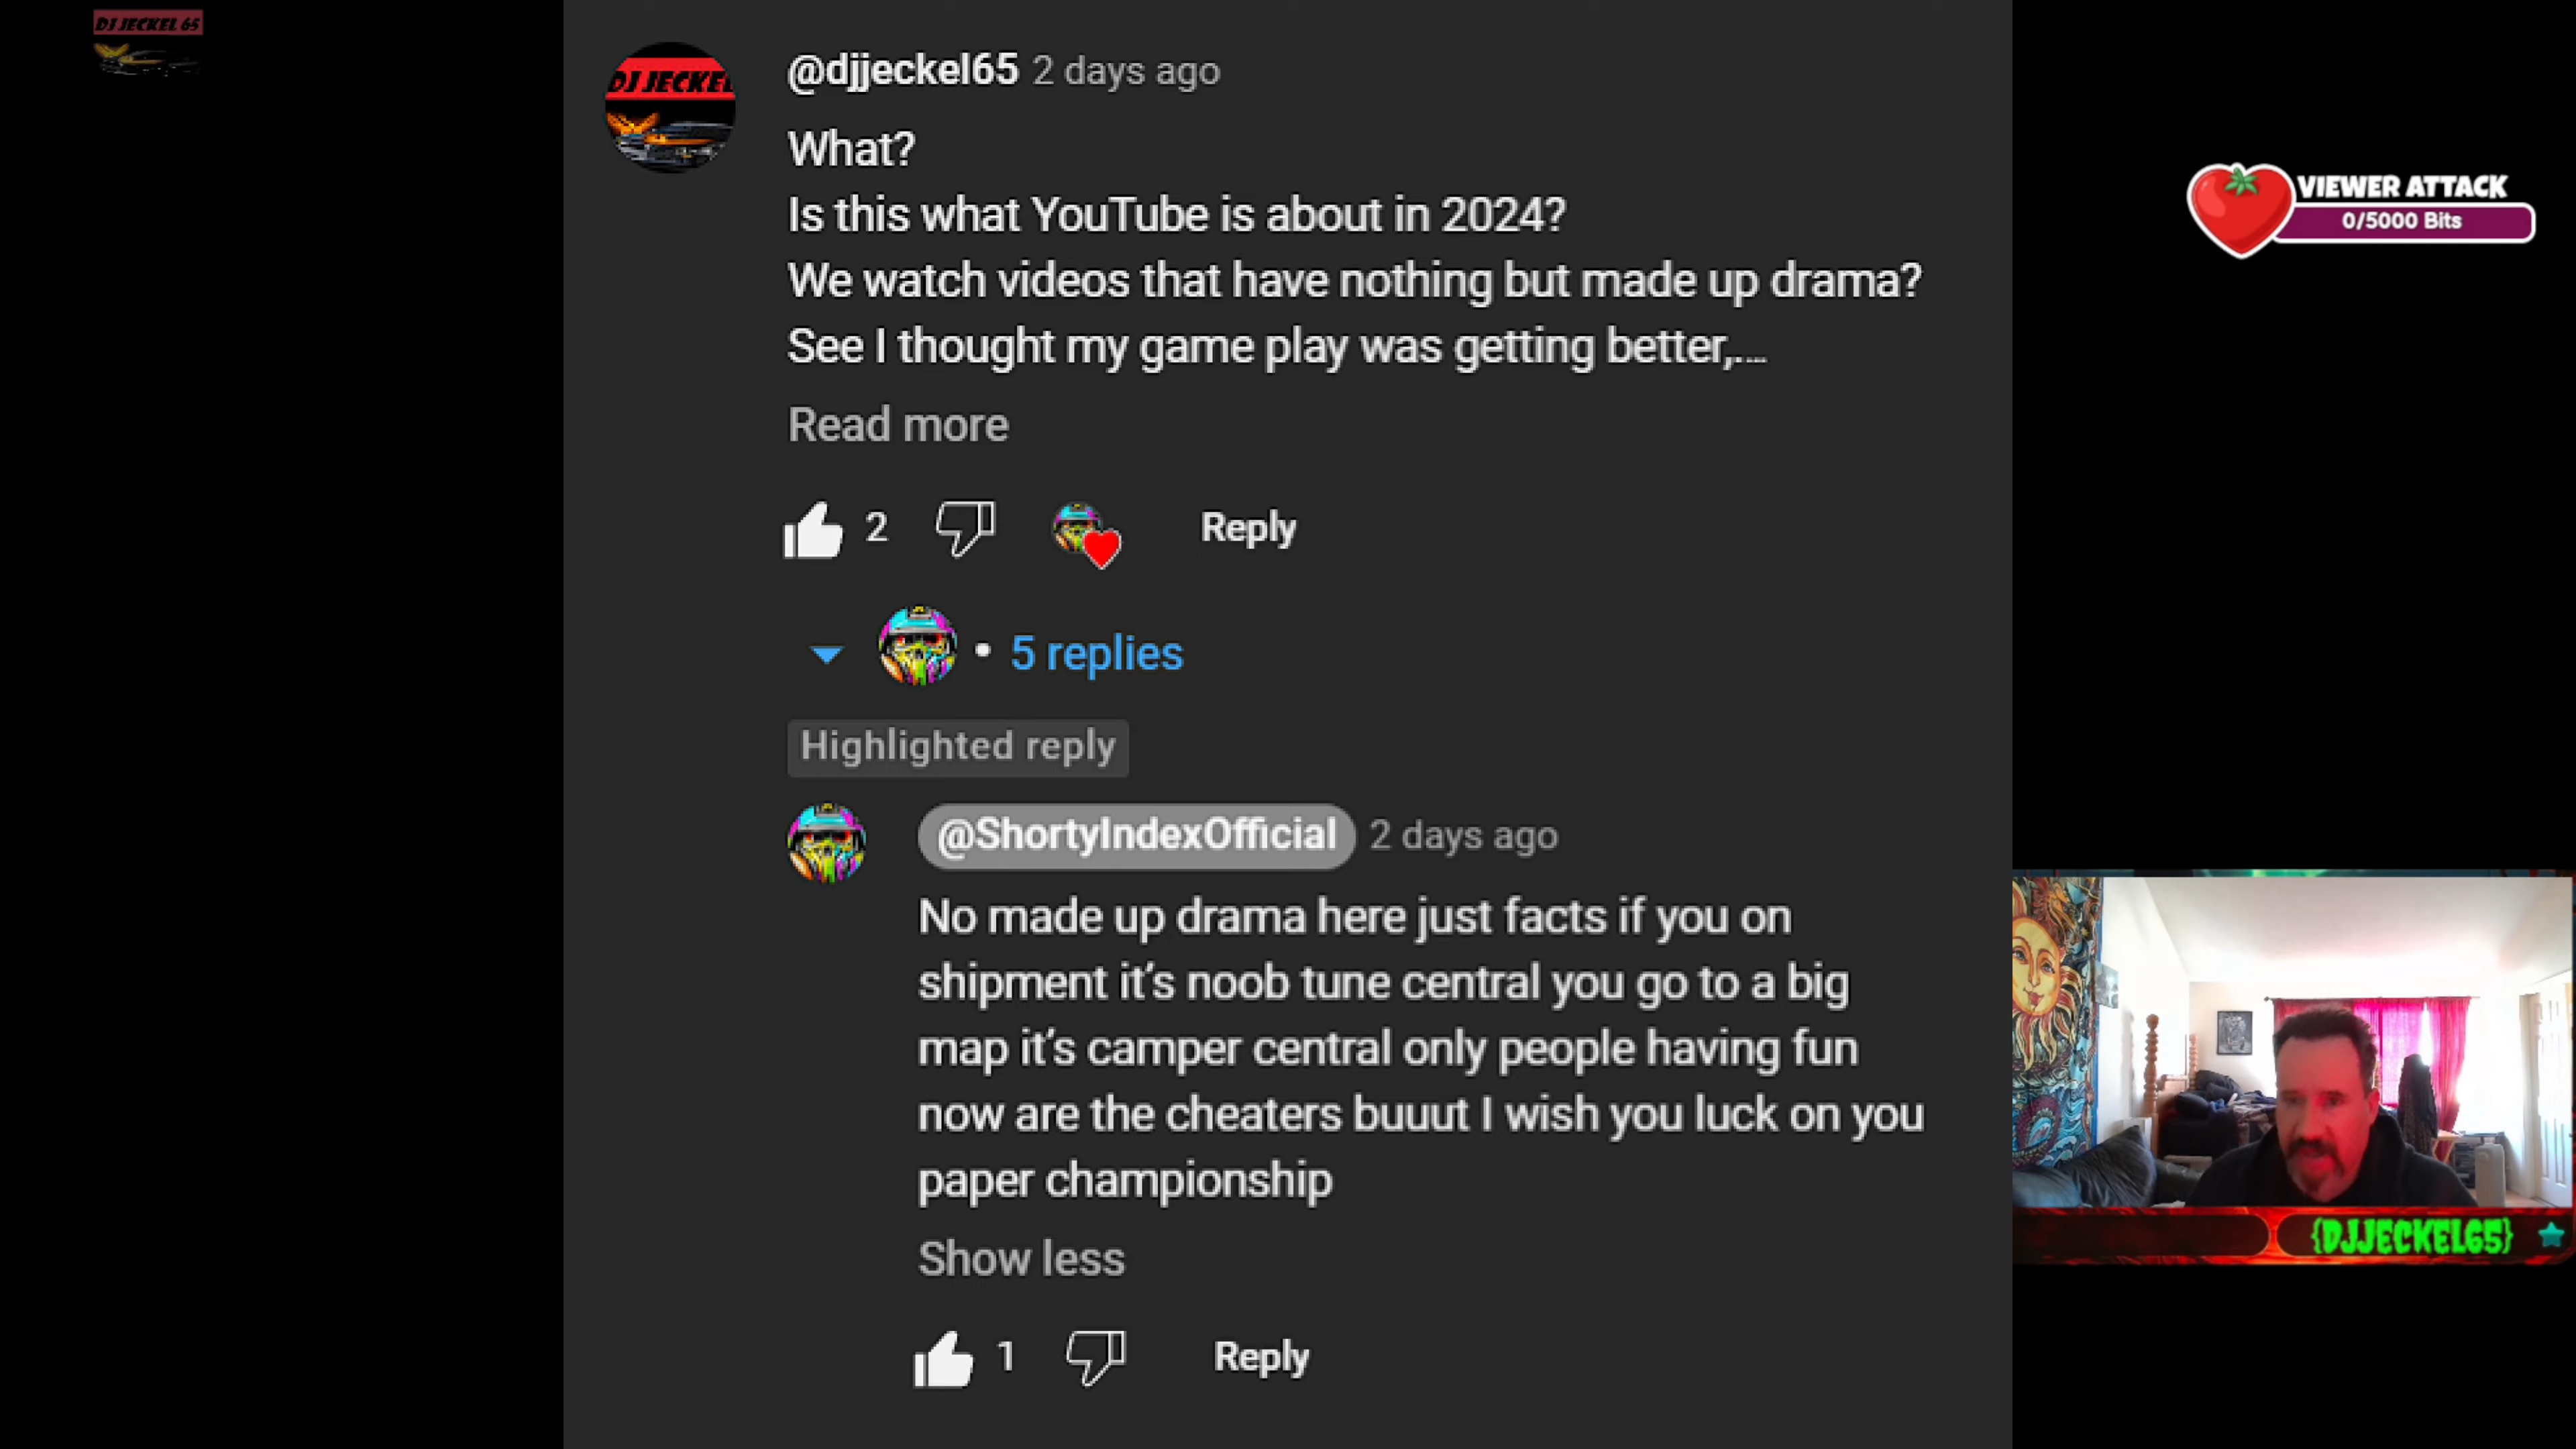 DJ JECKEL 65
DJ JECKEL
@djjeckel65 2 days ago
What?
Is this what YouTube is about in 2024?
We watch videos that have nothing but made up drama?
See I thought my game play was getting better,....
Read more
2
Reply
• 5 replies
Highlighted reply
@ShortyIndexOfficial 2 days ago
No made up drama here just facts if you on
shipment it's noob tune central you go to a big
map it's camper central only people having fun
now are the cheaters buuut I wish you luck on you
paper championship
Show less
1
Reply
VIEWER ATTACK
0/5000 Bits
{DJJECKEL65}